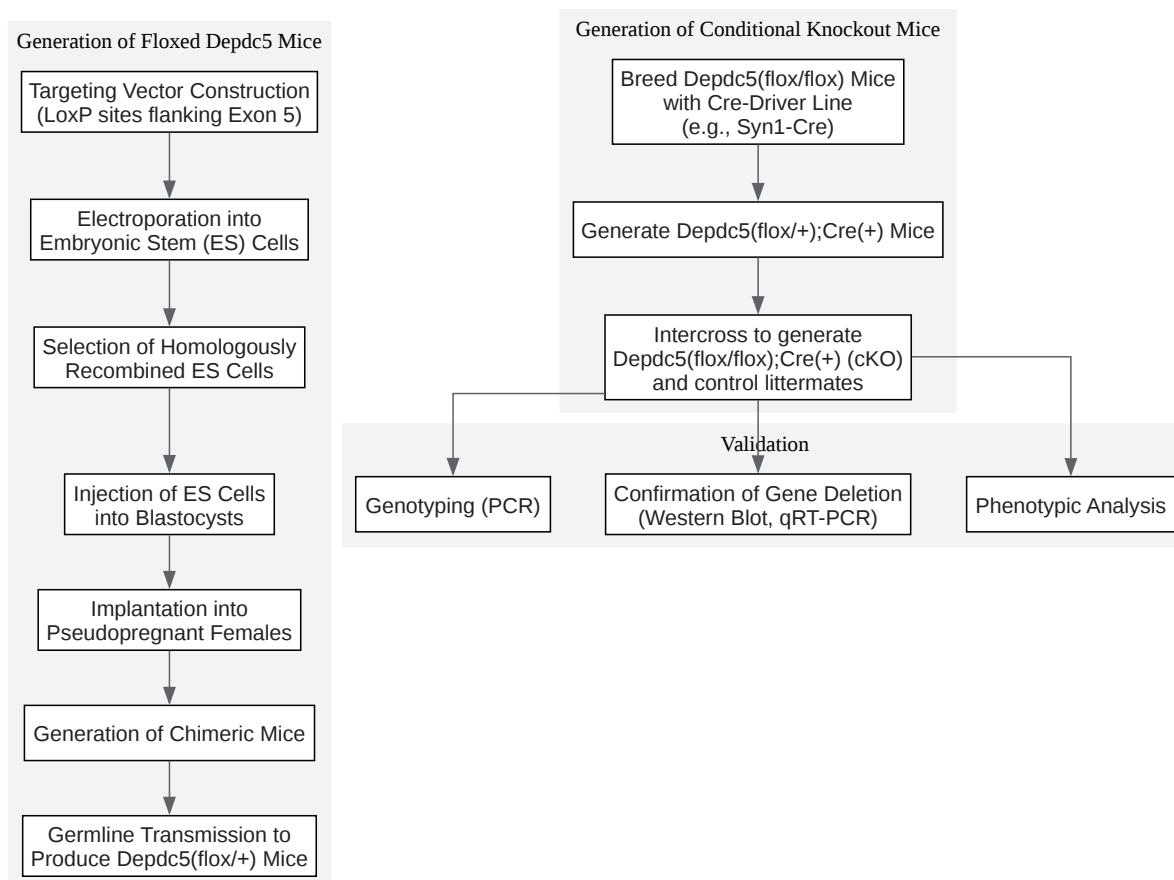 Generation of Floxed Depdc5 Mice
Targeting Vector Construction
(LoxP sites flanking Exon 5)
Electroporation into
Embryonic Stem (ES) Cells
Selection of Homologously
Recombined ES Cells
Injection of ES Cells
into Blastocysts
Implantation into
Pseudopregnant Females
Generation of Chimeric Mice
Germline Transmission to
Produce Depdc5(flox/+) Mice
Generation of Conditional Knockout Mice
Breed Depdc5(flox/flox) Mice
with Cre-Driver Line
(e.g., Syn1-Cre)
Generate Depdc5(flox/+);Cre(+) Mice
Intercross to generate
Depdc5(flox/flox);Cre(+) (cKO)
and control littermates
Validation
Genotyping (PCR)
Confirmation of Gene Deletion
(Western Blot, qRT-PCR)
Phenotypic Analysis